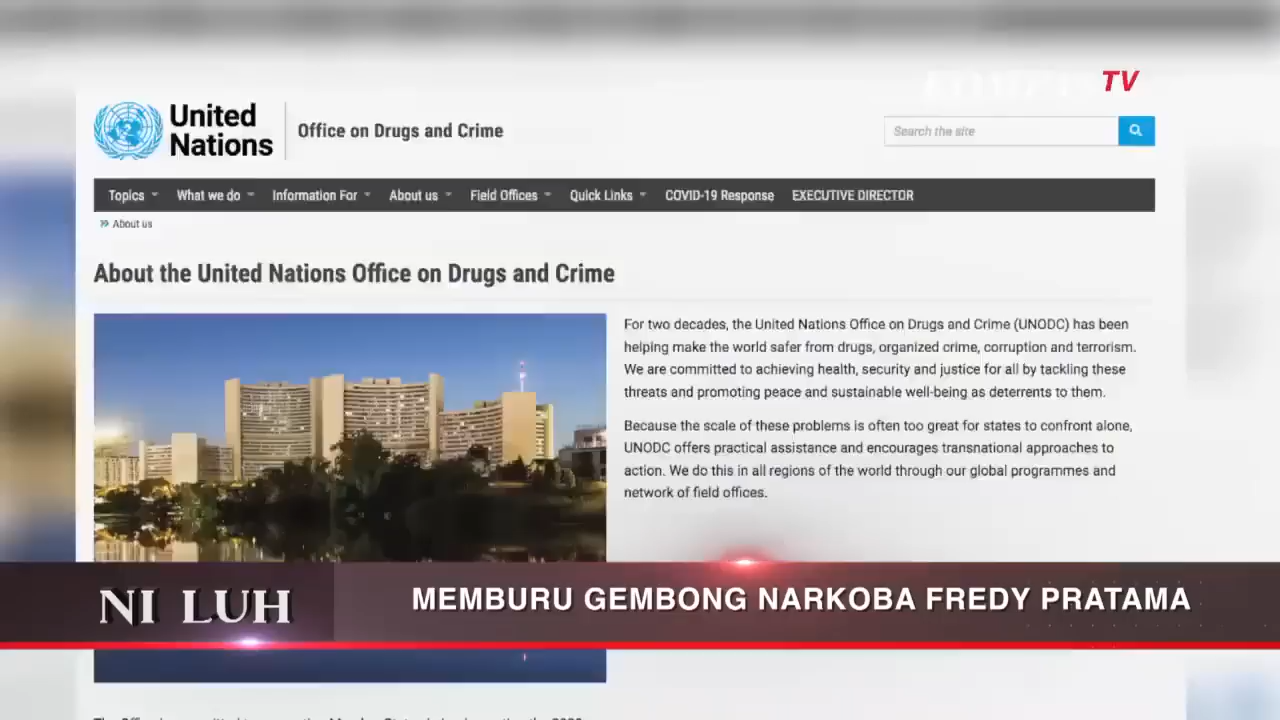 TV
United
Nations
Office on Drugs and Crime
Search the site
Topics What we do Information For About us Field Offices Quick Links COVID-19 Response EXECUTIVE DIRECTOR
» About us
About the United Nations Office on Drugs and Crime
For two decades, the United Nations Office on Drugs and Crime (UNODC) has been
helping make the world safer from drugs, organized crime, corruption and terrorism.
We are committed to achieving health, security and justice for all by tackling these
threats and promoting peace and sustainable well-being as deterrents to them.
Because the scale of these problems is often too great for states to confront alone,
UNODC offers practical assistance and encourages transnational approaches to
action. We do this in all regions of the world through our global programmes and
network of field offices.
NI LUH
MEMBURU GEMBONG NARKOBA FREDY PRATAMA